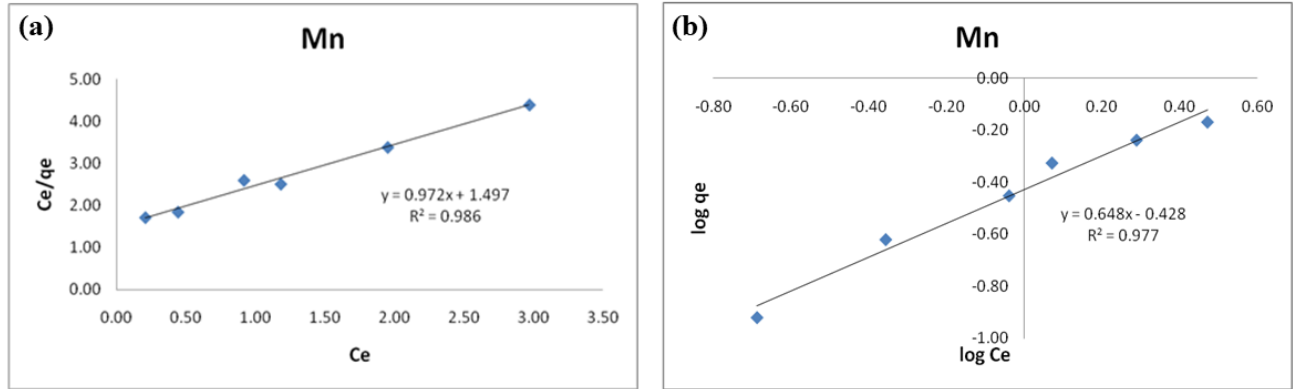 (a)
Mn
5.00
4.00
3.00
2.00
1.00
0.00
Ce/qe
y = 0.972x + 1.497
R² = 0.986
0.00 0.50 1.00 1.50 2.00 2.50 3.00 3.50
Ce
(b)
Mn
0.00
-0.80 -0.60 -0.40 -0.20 0.00 0.20 0.40 0.60
-0.20
-0.40
-0.60
-0.80
-1.00
log qe
y = 0.648x - 0.428
R² = 0.977
log Ce